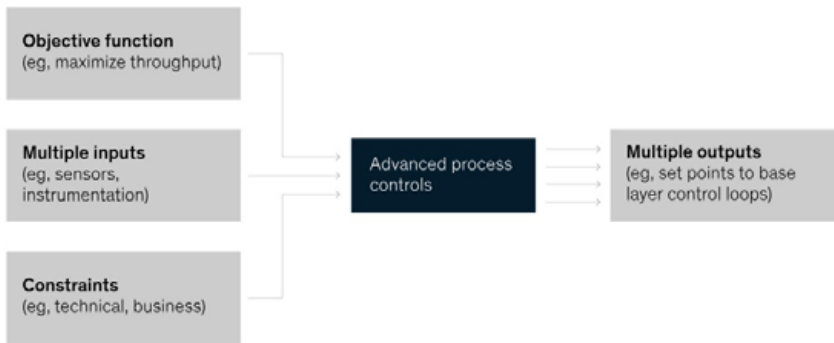 Objective function
(eg, maximize throughput)
Multiple inputs
(eg, sensors,
instrumentation)
Constraints
(eg, technical, business)
Advanced process
controls
Multiple outputs
(eg, set points to base
layer control loops)